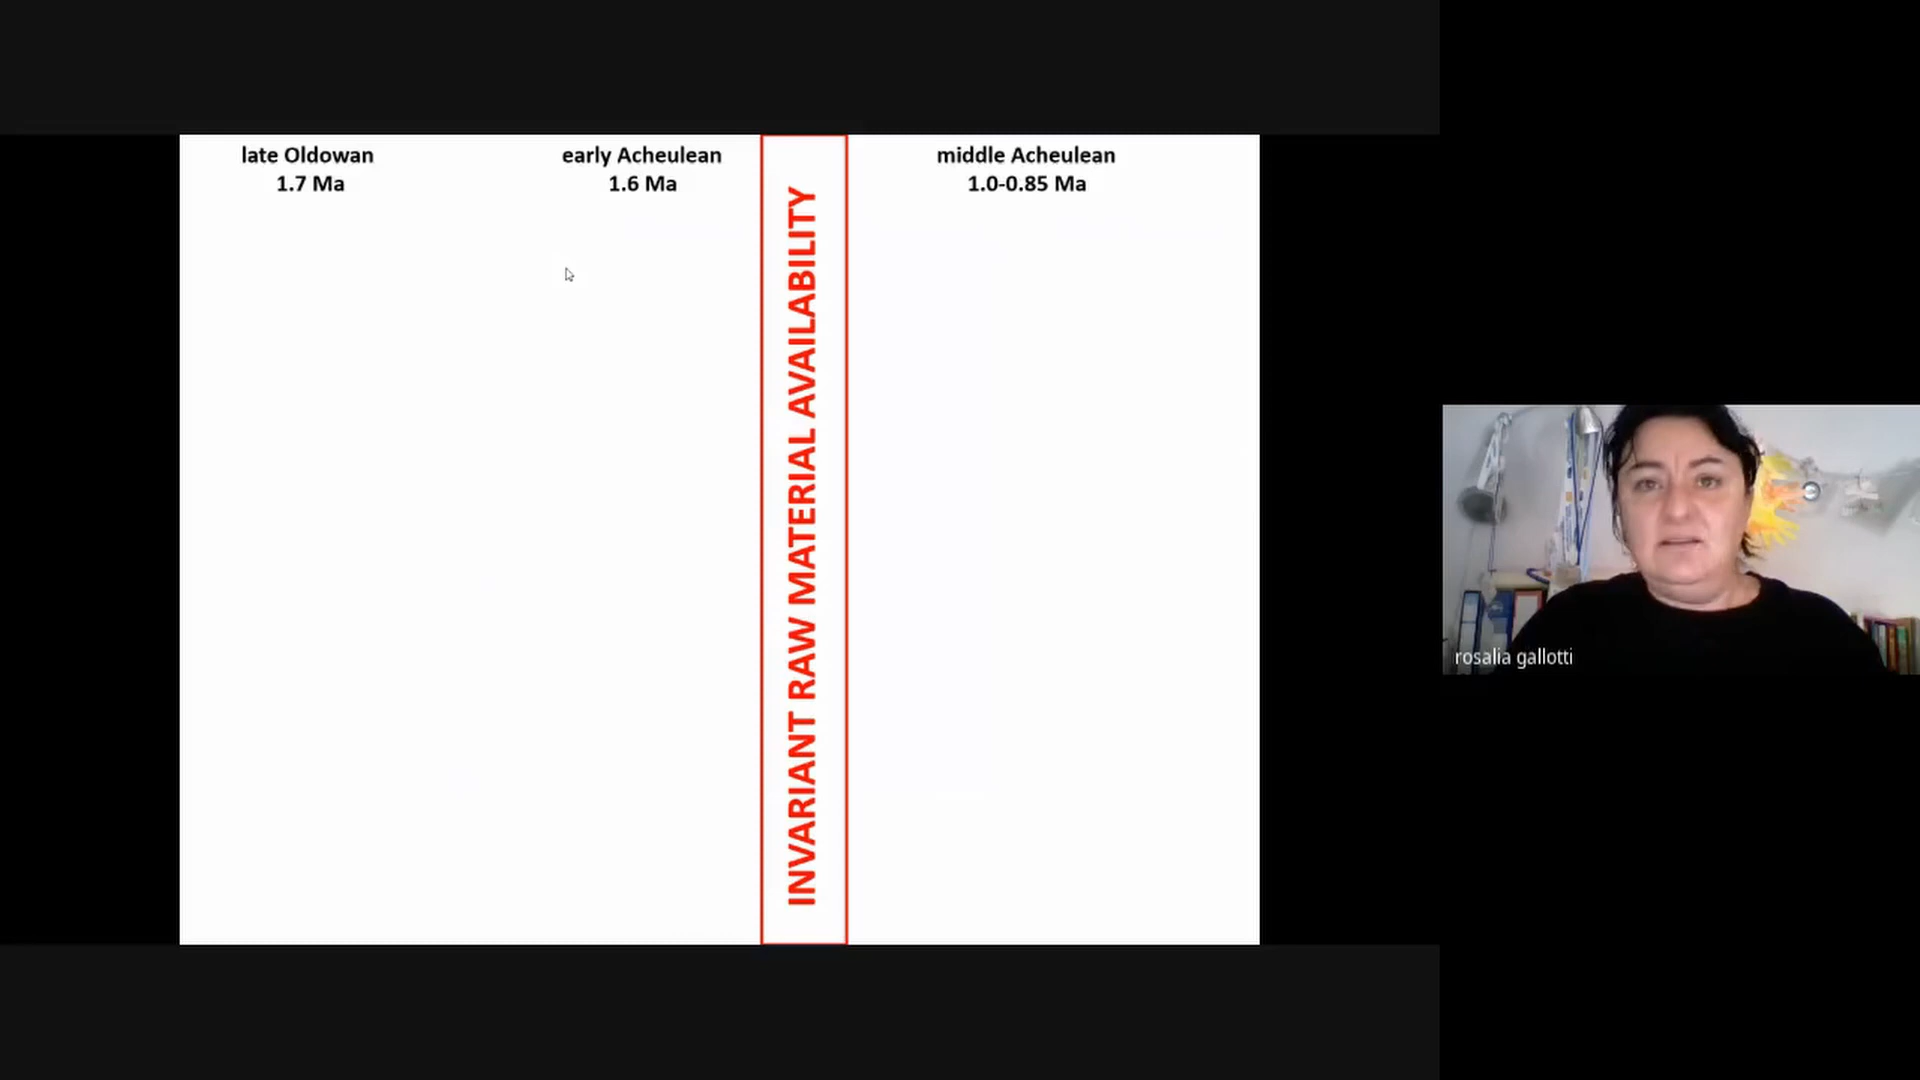 late Oldowan
1.7 Ma
early Acheulean
1.6 Ma
INVARIANT RAW MATERIAL AVAILABILITY
middle Acheulean
1.0-0.85 Ma
rosalia gallotti